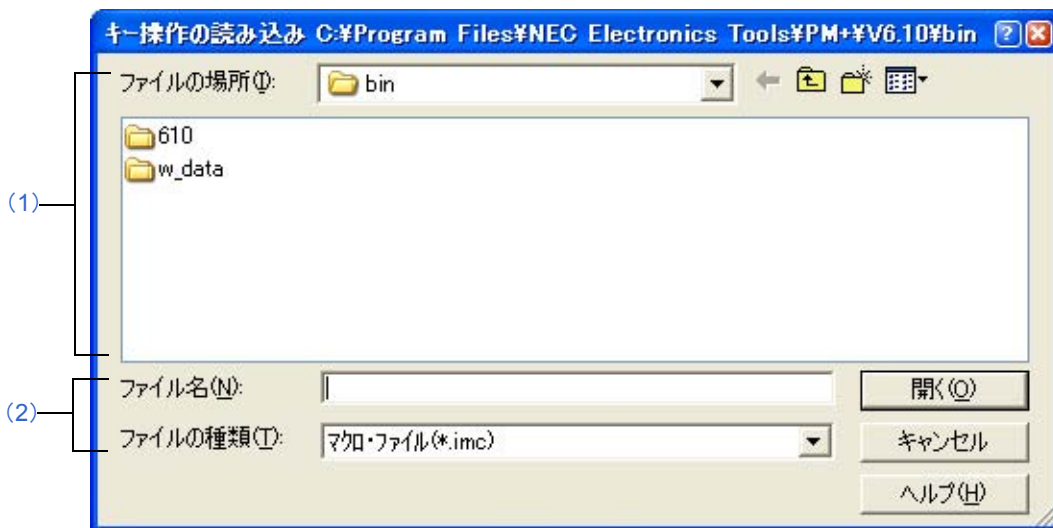 キー操作の読み込み C:¥Program Files¥NEC Electronics Tools¥PM+¥V6.10¥bin
ファイルの場所(I):
bin
610
w_data
(1)
ファイル名(N):
開く(O)
(2)
ファイルの種類(T):
マクロ・ファイル(*.imc)
キャンセル
ヘルプ(H)